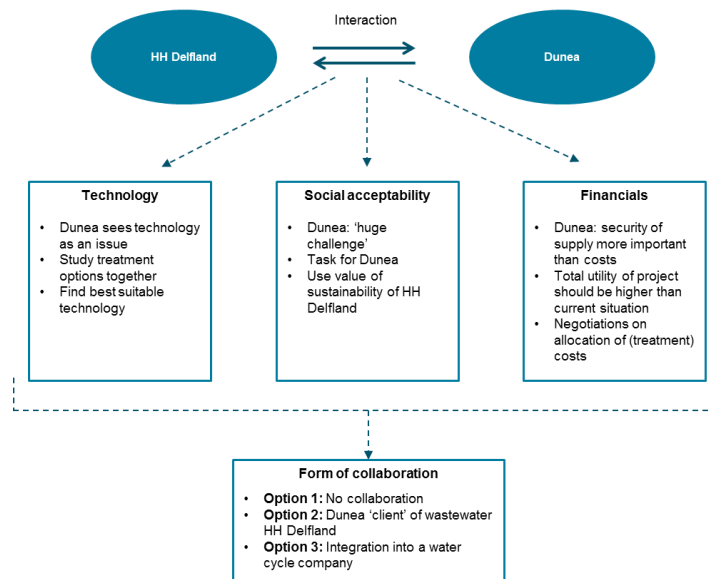 Interaction
HH Delfland
Dunea
Technology
• Dunea sees technology
as an issue
• Study treatment
options together
• Find best suitable
technology
Social acceptability
• Dunea: ‘huge
challenge’
• Task for Dunea
• Use value of
sustainability of HH
Delfland
Financials
• Dunea: security of
supply more important
than costs
• Total utility of project
should be higher than
current situation
• Negotiations on
allocation of (treatment)
costs
Form of collaboration
• Option 1: No collaboration
• Option 2: Dunea ‘client’ of wastewater
HH Delfland
• Option 3: Integration into a water
cycle company